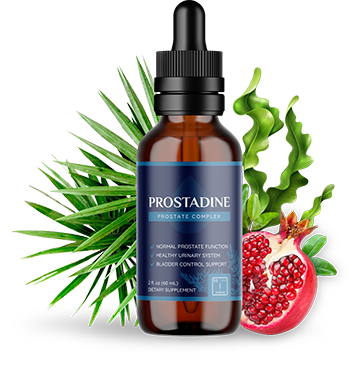 PROSTADINE
PROSTATE COMPLEX
NORMAL PROSTATE FUNCTION
HEALTHY URINARY SYSTEM
BLADDER CONTROL SUPPORT
2 fl oz (60 mL)
DIETARY SUPPLEMENT